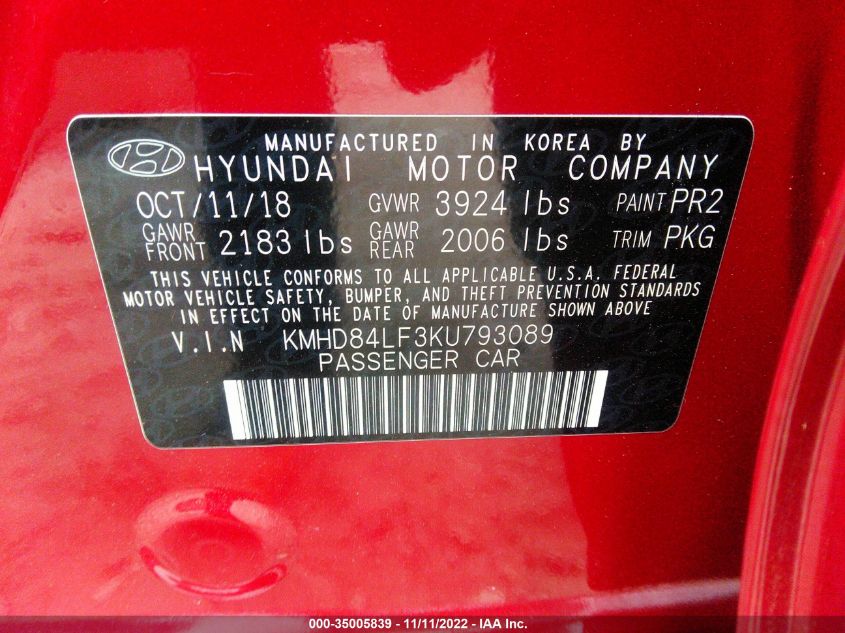 MANUFACTURED IN KOREA BY
HYUNDAI MOTOR COMPANY
OCT/11/18 GVWR 3924 lbs PAINT PR2
GAWR FRONT 2183 lbs GAWR REAR 2006 lbs TRIM PKG
THIS VEHICLE CONFORMS TO ALL APPLICABLE U.S.A. FEDERAL
MOTOR VEHICLE SAFETY, BUMPER, AND THEFT PREVENTION STANDARDS
IN EFFECT ON THE DATE OF MANUFACTURE SHOWN ABOVE
V.I.N KMHD84LF3KU793089
PASSENGER CAR
000-35005839 - 11/11/2022 - IAA Inc.